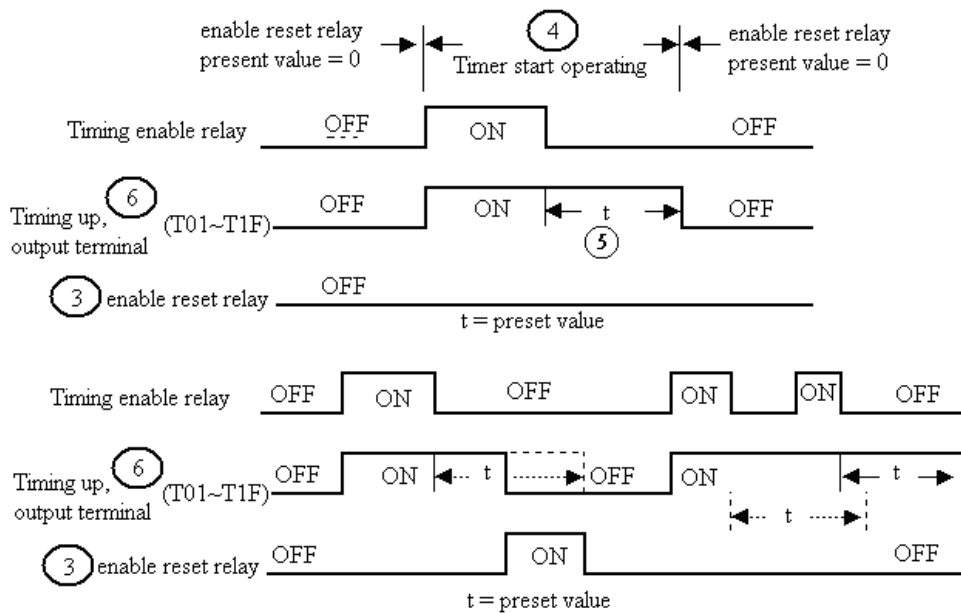 enable reset relay
present value = 0
4
Timer start operating
enable reset relay
present value = 0
Timing enable relay
OFF
ON
OFF
Timing up,
output terminal
6
(T01~T1F)
OFF
ON
t
5
OFF
3
enable reset relay
OFF
t = preset value
Timing enable relay
OFF
ON
OFF
ON
ON
OFF
Timing up,
output terminal
6
(T01~T1F)
OFF
ON
t
OFF
ON
t
t
3
enable reset relay
OFF
ON
OFF
t = preset value